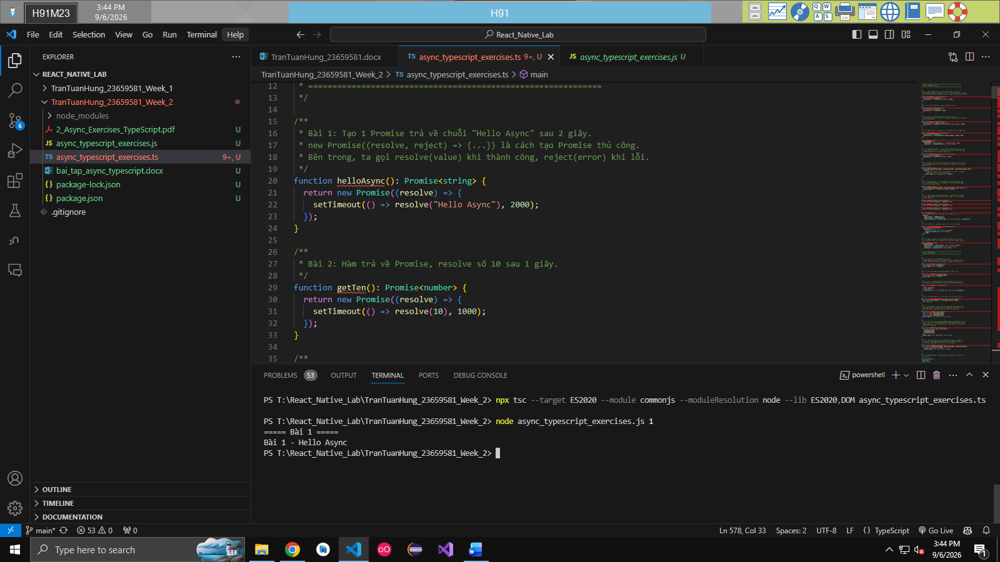 H91M23
3:44 PM
9/6/2026
H91
Q W
A S
File Edit Selection View Go Run Terminal Help
React_Native_Lab
EXPLORER
REACT_NATIVE_LAB
TranTuanHung_23659581_Week_1
TranTuanHung_23659581_Week_2
node_modules
2_Async_Exercises_TypeScript.pdf U
JS async_typescript_exercises.js U
TS async_typescript_exercises.ts 9+, U
bai_tap_async_typescript.docx U
{} package-lock.json U
{} package.json U
.gitignore
6
OUTLINE
TIMELINE
DOCUMENTATION
TranTuanHung_23659581.docx
TS async_typescript_exercises.ts 9+, U
JS async_typescript_exercises.js U
TranTuanHung_23659581_Week_2 > TS async_typescript_exercises.ts > main
12 * =============================================================
13 */
14
15 /**
16 * Bài 1: Tạo 1 Promise trả về chuỗi "Hello Async" sau 2 giây.
17 * new Promise((resolve, reject) => {...}) là cách tạo Promise thủ công.
18 * Bên trong, ta gọi resolve(value) khi thành công, reject(error) khi lỗi.
19 */
20 function helloAsync(): Promise<string> {
21 return new Promise((resolve) => {
22 setTimeout(() => resolve("Hello Async"), 2000);
23 });
24 }
25
26 /**
27 * Bài 2: Hàm trả về Promise, resolve số 10 sau 1 giây.
28 */
29 function getTen(): Promise<number> {
30 return new Promise((resolve) => {
31 setTimeout(() => resolve(10), 1000);
32 });
33 }
34
35 /**
PROBLEMS 53 OUTPUT TERMINAL PORTS DEBUG CONSOLE
powershell
PS T:\React_Native_Lab\TranTuanHung_23659581_Week_2> npx tsc --target ES2020 --module commonjs --moduleResolution node --lib ES2020,DOM async_typescript_exercises.ts
PS T:\React_Native_Lab\TranTuanHung_23659581_Week_2> node async_typescript_exercises.js 1
===== Bài 1 =====
Bài 1 - Hello Async
PS T:\React_Native_Lab\TranTuanHung_23659581_Week_2>
main* 53 0 0
Ln 578, Col 33 Spaces: 2 UTF-8 LF {} TypeScript Go Live
Type here to search
3:44 PM
9/6/2026
1